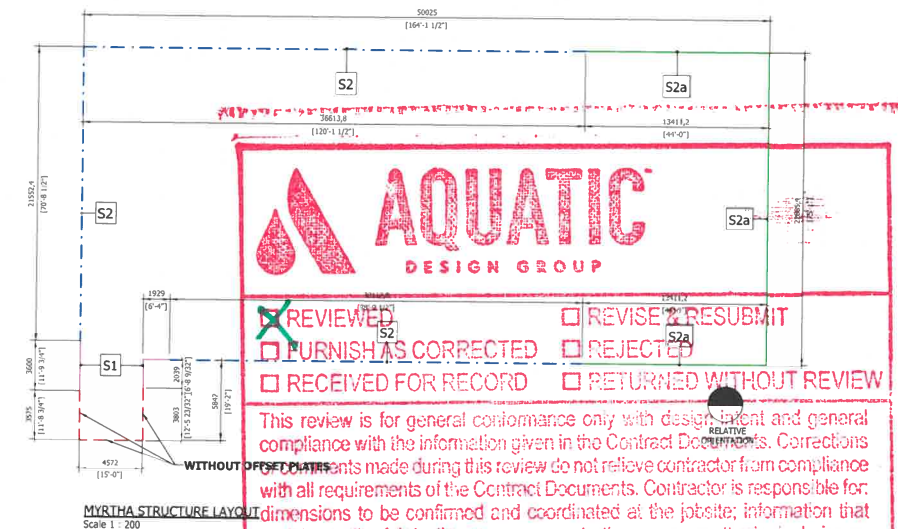 50025
[164'-1 1/2"]
S2
S2a
36613,8
[120'-1 1/2"]
13411,2
[44'-0"]
21552,4
[70'-8 1/2"]
S2
S2a
AQUATIC
DESIGN GROUP
1929
[6'-4"]
13411,2
REVIEWED
REVISE & RESUBMIT
S2
S2a
FURNISH AS CORRECTED
REJECTED
RECEIVED FOR RECORD
RETURNED WITHOUT REVIEW
3600
[11'-9 3/4"]
S1
2039
[6'-8 9/32"]
3575
[11'-8 3/4"]
3803
[12'-5 23/32"]
5842
[19'-2"]
RELATIVE
ORIENTATION
4572
[15'-0"]
WITHOUT OFFSET PLATES
This review is for general conformance only with design intent and general
compliance with the information given in the Contract Documents. Corrections
or comments made during this review do not relieve contractor from compliance
with all requirements of the Contract Documents. Contractor is responsible for:
dimensions to be confirmed and coordinated at the jobsite; information that
MYRTHA STRUCTURE LAYOUT
Scale 1 : 200